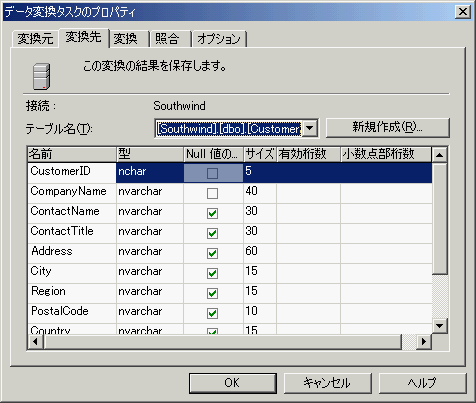 データ変換タスクのプロパティ
変換元 変換先 変換 照合 オプション
この変換の結果を保存します。
接続： Southwind
テーブル名(T): [Southwind].[dbo].[Customer 新規作成(R)...
名前 型 Null 値の... サイズ 有効桁数 小数点部桁数
CustomerID nchar 5
CompanyName nvarchar 40
ContactName nvarchar 30
ContactTitle nvarchar 30
Address nvarchar 60
City nvarchar 15
Region nvarchar 15
PostalCode nvarchar 10
Country nvarchar 15
OK キャンセル ヘルプ